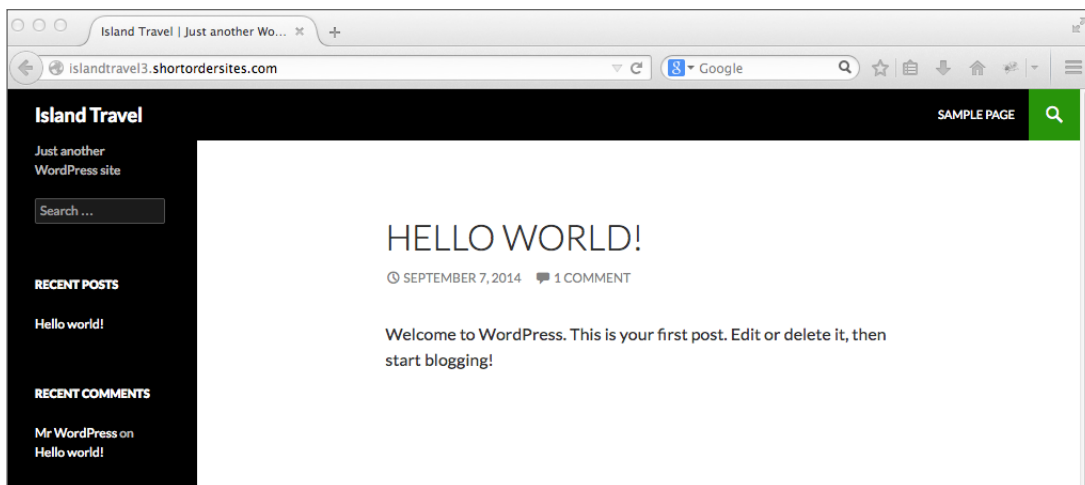 Island Travel | Just another Wo...
islandtravel3.shortordersites.com
Google
Island Travel
SAMPLE PAGE
Just another
WordPress site
Search ...
RECENT POSTS
Hello world!
RECENT COMMENTS
Mr WordPress on
Hello world!
HELLO WORLD!
SEPTEMBER 7, 2014 1 COMMENT
Welcome to WordPress. This is your first post. Edit or delete it, then
start blogging!